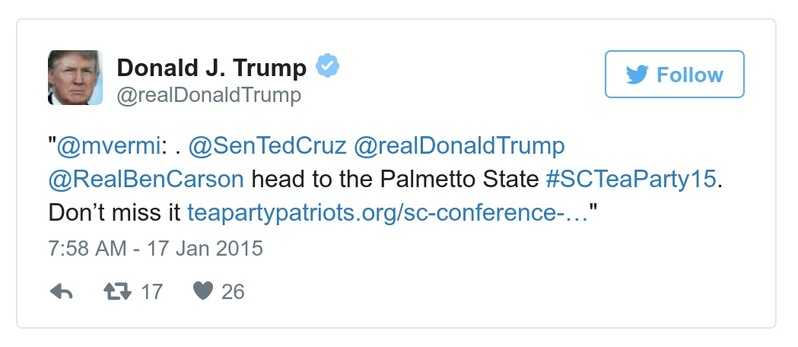 Donald J. Trump
@realDonaldTrump
Follow
"@mvermi: . @SenTedCruz @realDonaldTrump
@RealBenCarson head to the Palmetto State #SCTeaParty15.
Don’t miss it teapartypatriots.org/sc-conference-…"
7:58 AM - 17 Jan 2015
17 26